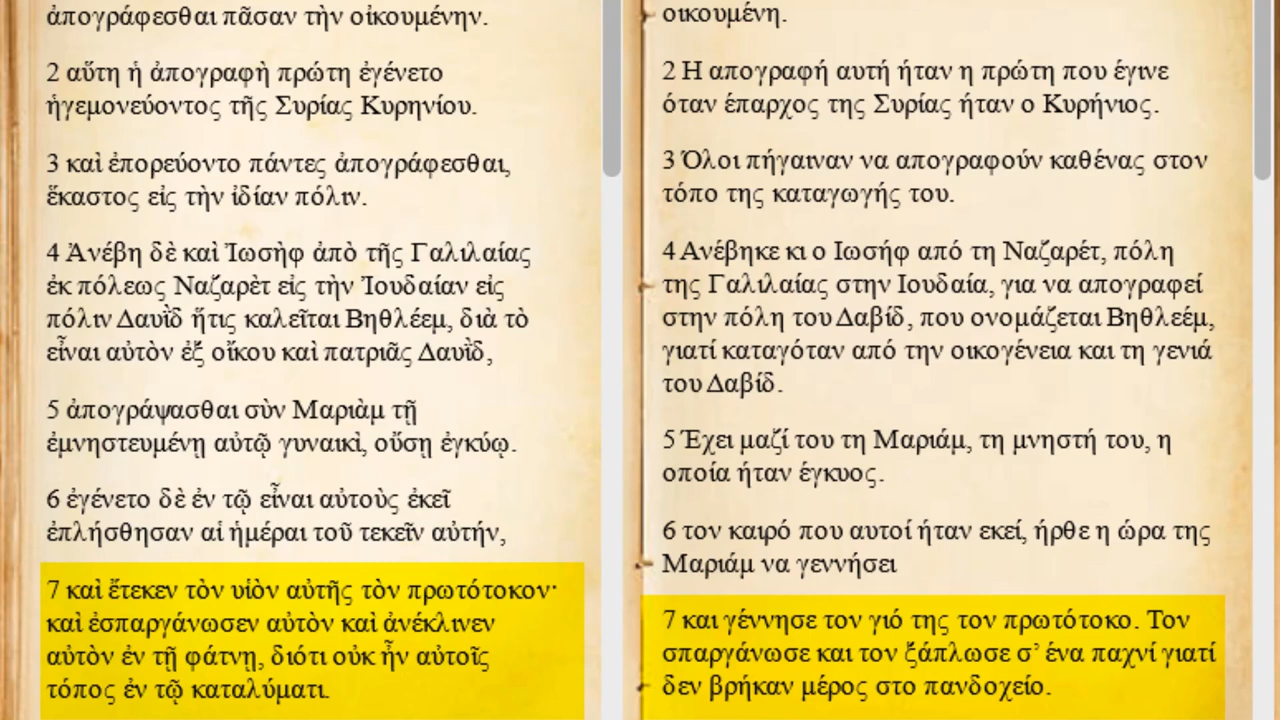 ἀπογράφεσθαι πᾶσαν τὴν οἰκουμένην.
2 αὕτη ἡ ἀπογραφὴ πρώτη ἐγένετο
ἡγεμονεύοντος τῆς Συρίας Κυρηνίου.
3 καὶ ἐπορεύοντο πάντες ἀπογράφεσθαι,
ἕκαστος εἰς τὴν ἰδίαν πόλιν.
4 Ἀνέβη δὲ καὶ Ἰωσὴφ ἀπὸ τῆς Γαλιλαίας
ἐκ πόλεως Ναζαρὲτ εἰς τὴν Ἰουδαίαν εἰς
πόλιν Δαυῒδ ἥτις καλεῖται Βηθλέεμ, διὰ τὸ
εἶναι αὐτὸν ἐξ οἴκου καὶ πατριᾶς Δαυῒδ,
5 ἀπογράψασθαι σὺν Μαριὰμ τῇ
ἐμνηστευμένῃ αὐτῷ γυναικὶ, οὔσῃ ἐγκύῳ.
6 ἐγένετο δὲ ἐν τῷ εἶναι αὐτοὺς ἐκεῖ
ἐπλήσθησαν αἱ ἡμέραι τοῦ τεκεῖν αὐτήν,
7 καὶ ἔτεκεν τὸν υἱὸν αὐτῆς τὸν πρωτότοκον·
καὶ ἐσπαργάνωσεν αὐτὸν καὶ ἀνέκλινεν
αὐτὸν ἐν τῇ φάτνῃ, διότι οὐκ ἦν αὐτοῖς
τόπος ἐν τῷ καταλύματι.
οικουμένη.
2 Η απογραφή αυτή ήταν η πρώτη που έγινε
όταν έπαρχος της Συρίας ήταν ο Κυρήνιος.
3 Όλοι πήγαιναν να απογραφούν καθένας στον
τόπο της καταγωγής του.
4 Ανέβηκε κι ο Ιωσήφ από τη Ναζαρέτ, πόλη
της Γαλιλαίας στην Ιουδαία, για να απογραφεί
στην πόλη του Δαβίδ, που ονομάζεται Βηθλεέμ,
γιατί καταγόταν από την οικογένεια και τη γενιά
του Δαβίδ.
5 Έχει μαζί του τη Μαριάμ, τη μνηστή του, η
οποία ήταν έγκυος.
6 τον καιρό που αυτοί ήταν εκεί, ήρθε η ώρα της
Μαριάμ να γεννήσει
7 και γέννησε τον γιό της τον πρωτότοκο. Τον
σπαργάνωσε και τον ξάπλωσε σ’ ένα παχνί γιατί
δεν βρήκαν μέρος στο πανδοχείο.